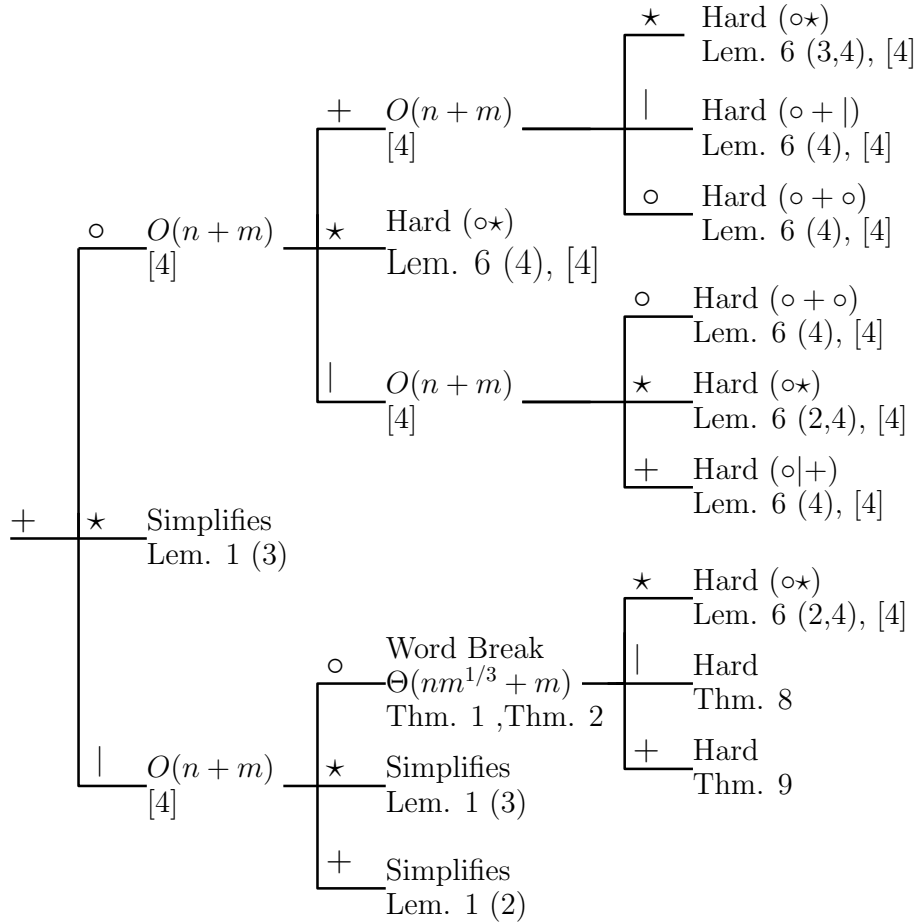 +
∘
O(n + m)
[4]
+
O(n + m)
[4]
⋆
Hard (∘⋆)
Lem. 6 (3,4), [4]
|
Hard (∘ + |)
Lem. 6 (4), [4]
∘
Hard (∘ + ∘)
Lem. 6 (4), [4]
⋆
Hard (∘⋆)
Lem. 6 (4), [4]
|
O(n + m)
[4]
∘
Hard (∘ + ∘)
Lem. 6 (4), [4]
⋆
Hard (∘⋆)
Lem. 6 (2,4), [4]
+
Hard (∘|+)
Lem. 6 (4), [4]
⋆
Simplifies
Lem. 1 (3)
|
O(n + m)
[4]
∘
Word Break
Θ(nm^{1/3} + m)
Thm. 1 ,Thm. 2
⋆
Hard (∘⋆)
Lem. 6 (2,4), [4]
|
Hard
Thm. 8
+
Hard
Thm. 9
⋆
Simplifies
Lem. 1 (3)
+
Simplifies
Lem. 1 (2)